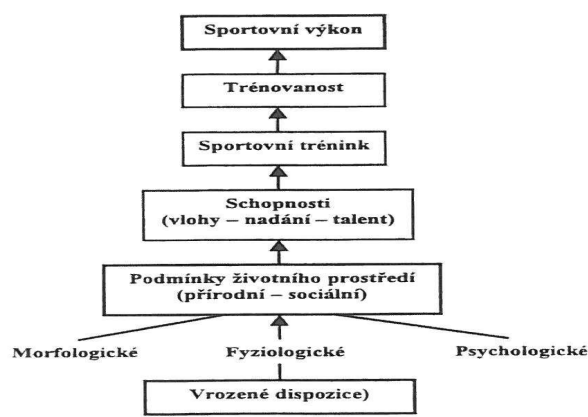 Sportovní výkon
Trénovanost
Sportovní trénink
Schopnosti
(vlohy – nadání – talent)
Podmínky životního prostředí
(přírodní – sociální)
Morfologické Fyziologické Psychologické
Vrozené dispozice)